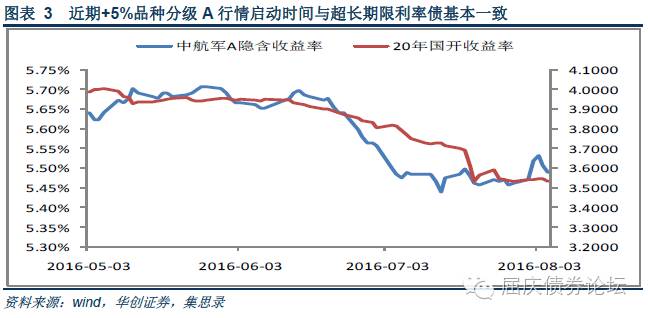 图表 3 近期+5%品种分级 A 行情启动时间与超长期限利率债基本一致
中航军A隐含收益率 20年国开收益率
5.75% 4.1000
5.70% 4.0000
5.65% 3.9000
5.60% 3.8000
5.55% 3.7000
5.50% 3.6000
5.45% 3.5000
5.40% 3.4000
5.35% 3.3000
5.30% 3.2000
2016-05-03 2016-06-03 2016-07-03 2016-08-03
屈庆债券论坛
资料来源：wind，华创证券，集思录